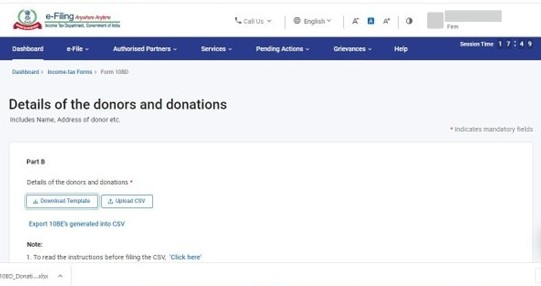 e-Filing Anywhere Anytime
Income Tax Department, Government of India
Call Us
English
A-
A
A+
Firm
Dashboard
e-File
Authorised Partners
Services
Pending Actions
Grievances
Help
Session Time 1 7 : 4 9
Dashboard > Income-tax Forms > Form 10BD
Details of the donors and donations
Includes Name, Address of donor etc.
* Indicates mandatory fields
Part B
Details of the donors and donations *
Download Template
Upload CSV
Export 10BE's generated into CSV
Note:
1. To read the instructions before filling the CSV, 'Click here'
10BD_Donati....xlsx